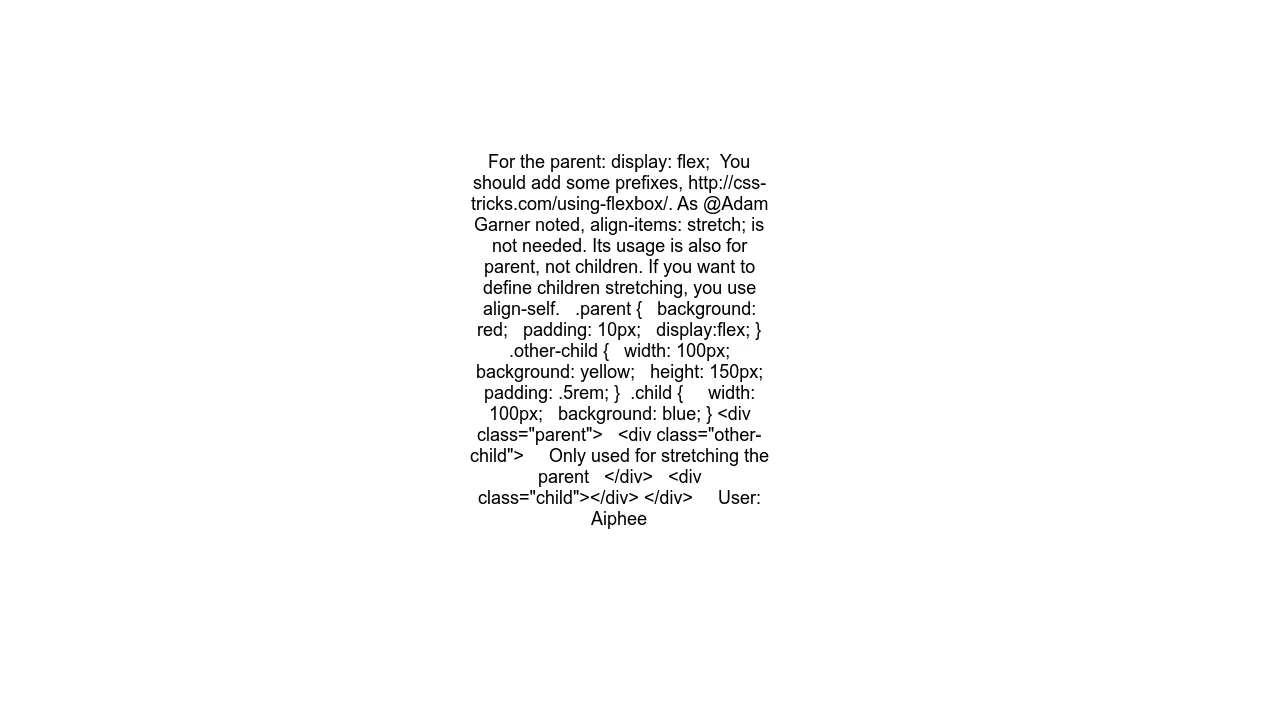 For the parent: display: flex;  You
should add some prefixes, http://css-
tricks.com/using-flexbox/. As @Adam
Garner noted, align-items: stretch; is
not needed. Its usage is also for
parent, not children. If you want to
define children stretching, you use
align-self.   .parent {   background:
red;   padding: 10px;   display:flex; }
.other-child {   width: 100px;
background: yellow;   height: 150px;
padding: .5rem; }  .child {     width:
100px;   background: blue; } <div
class="parent">   <div class="other-
child">     Only used for stretching the
parent   </div>   <div
class="child"></div> </div>     User:
Aiphee